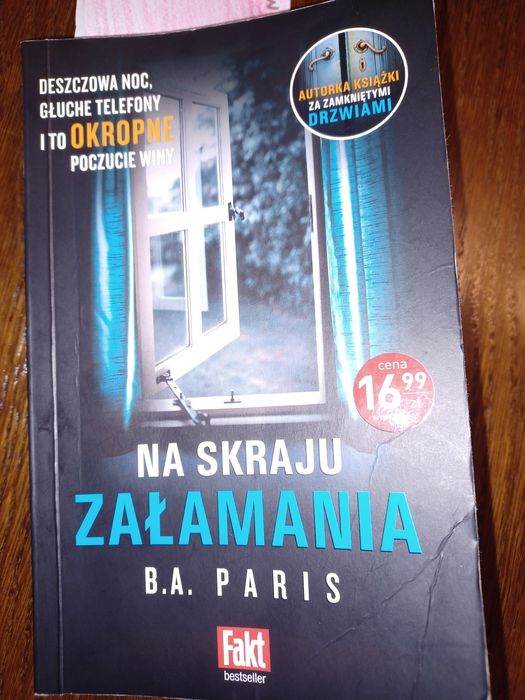 DESZCZOWA NOC,
GŁUCHE TELEFONY
I TO OKROPNE
POCZUCIE WINY
AUTORKA KSIĄŻKI
ZA ZAMKNIĘTYMI
DRZWIAMI
cena
16,99
zł
NA SKRAJU
ZAŁAMANIA
B.A. PARIS
Fakt
bestseller